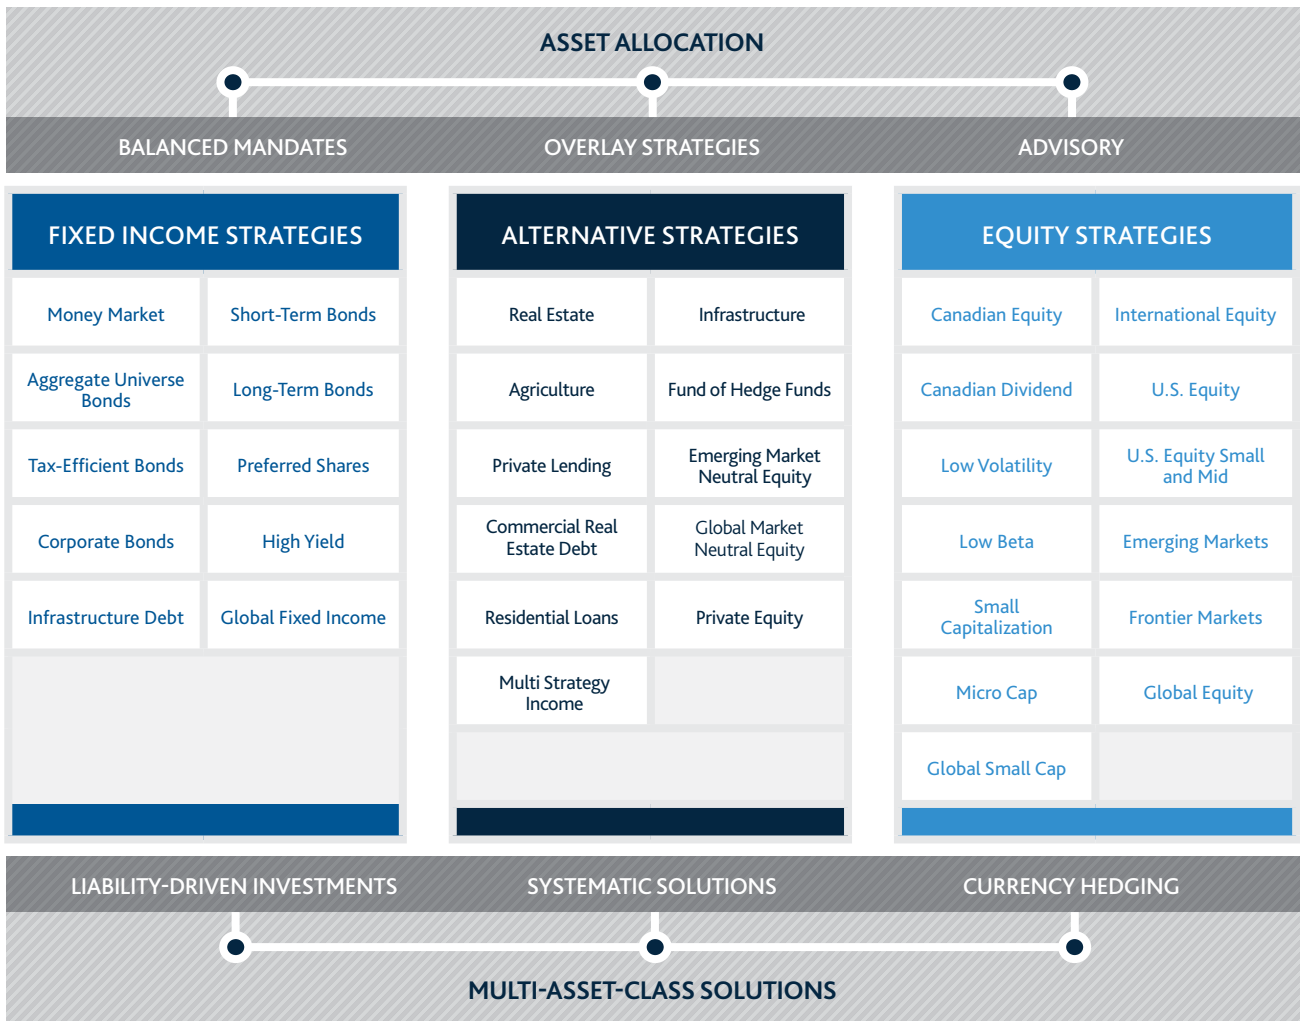 ASSET ALLOCATION
BALANCED MANDATES
OVERLAY STRATEGIES
ADVISORY
FIXED INCOME STRATEGIES
Money Market
Short-Term Bonds
Aggregate Universe
Bonds
Long-Term Bonds
Tax-Efficient Bonds
Preferred Shares
Corporate Bonds
High Yield
Infrastructure Debt
Global Fixed Income
ALTERNATIVE STRATEGIES
Real Estate
Infrastructure
Agriculture
Fund of Hedge Funds
Private Lending
Emerging Market
Neutral Equity
Commercial Real
Estate Debt
Global Market
Neutral Equity
Residential Loans
Private Equity
Multi Strategy
Income
EQUITY STRATEGIES
Canadian Equity
International Equity
Canadian Dividend
U.S. Equity
Low Volatility
U.S. Equity Small
and Mid
Low Beta
Emerging Markets
Small
Capitalization
Frontier Markets
Micro Cap
Global Equity
Global Small Cap
LIABILITY-DRIVEN INVESTMENTS
SYSTEMATIC SOLUTIONS
CURRENCY HEDGING
MULTI-ASSET-CLASS SOLUTIONS